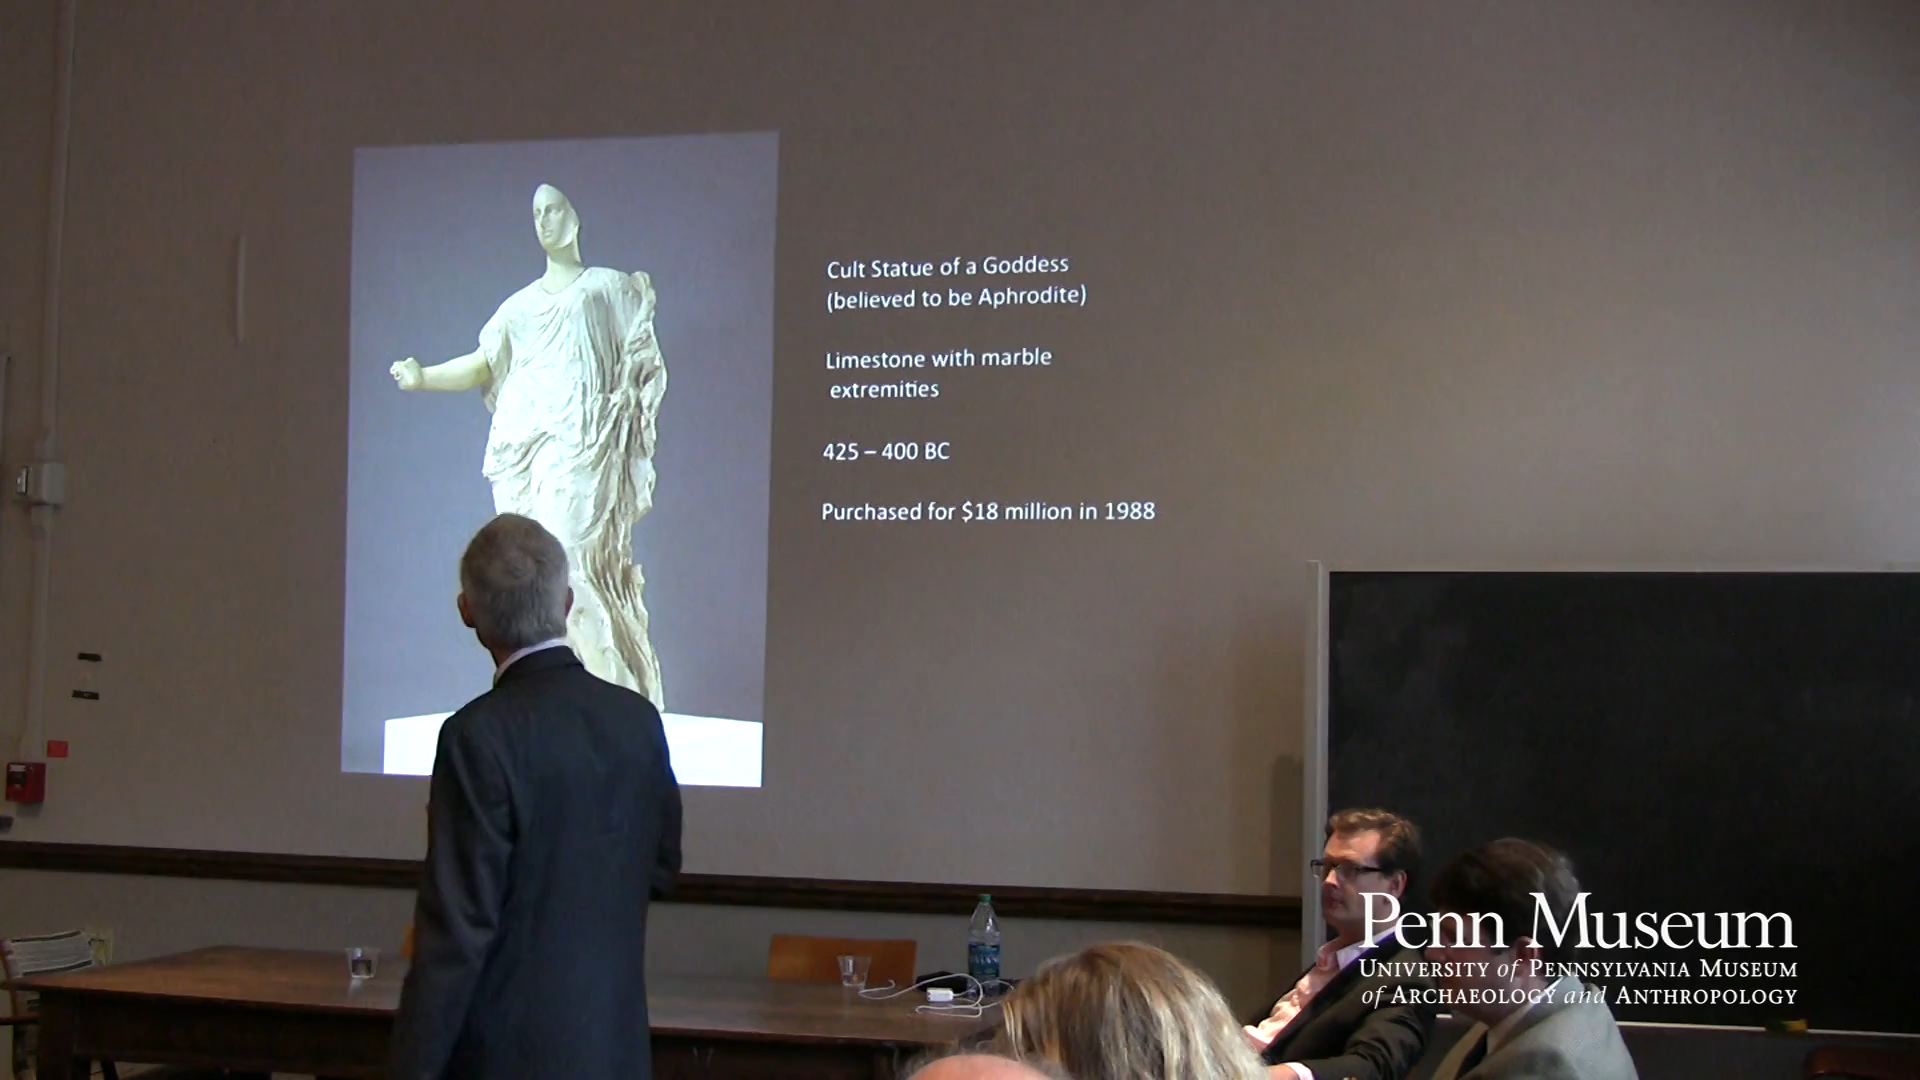 Cult Statue of a Goddess
(believed to be Aphrodite)
Limestone with marble
extremities
425 – 400 BC
Purchased for $18 million in 1988
Penn Museum
University of Pennsylvania Museum
of Archaeology and Anthropology